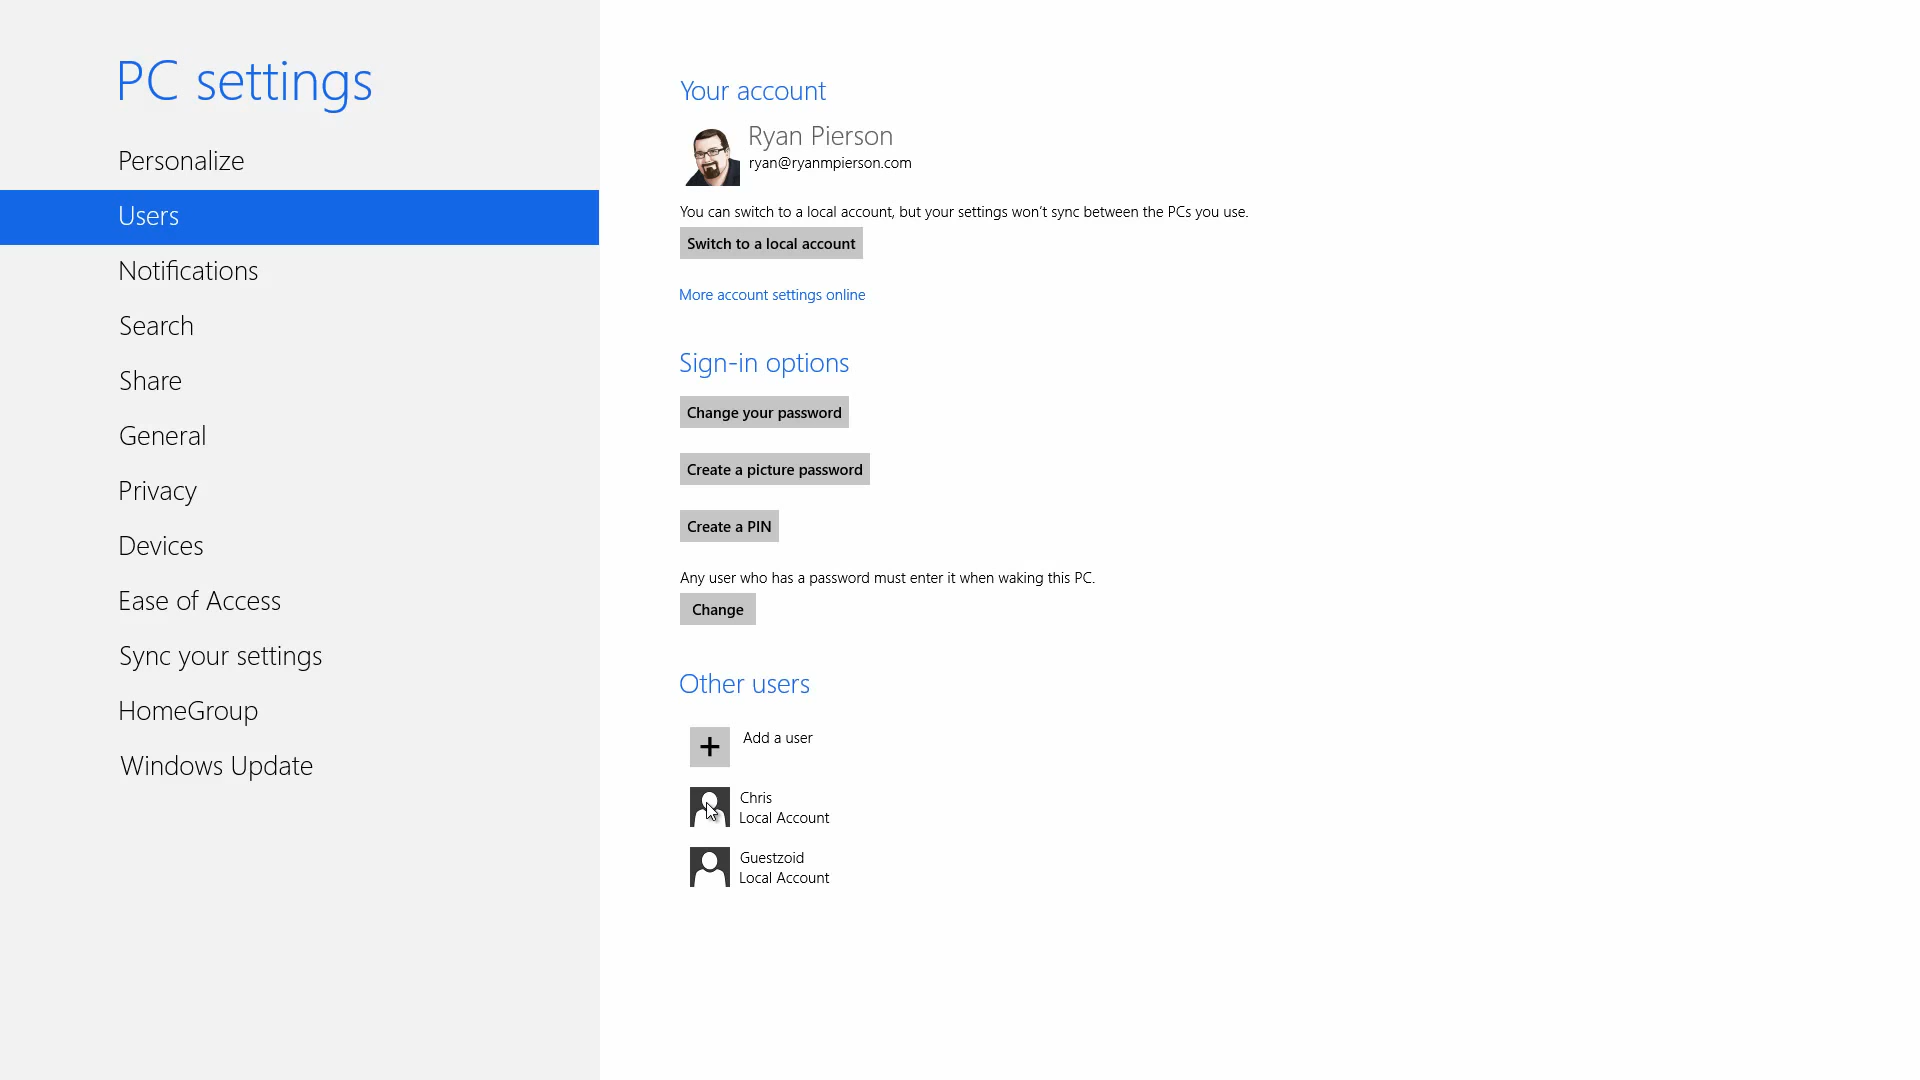 PC settings
Personalize
Users
Notifications
Search
Share
General
Privacy
Devices
Ease of Access
Sync your settings
HomeGroup
Windows Update
Your account
Ryan Pierson
ryan@ryanmpierson.com
You can switch to a local account, but your settings won't sync between the PCs you use.
Switch to a local account
More account settings online
Sign-in options
Change your password
Create a picture password
Create a PIN
Any user who has a password must enter it when waking this PC.
Change
Other users
+ Add a user
Chris
Local Account
Guestzoid
Local Account